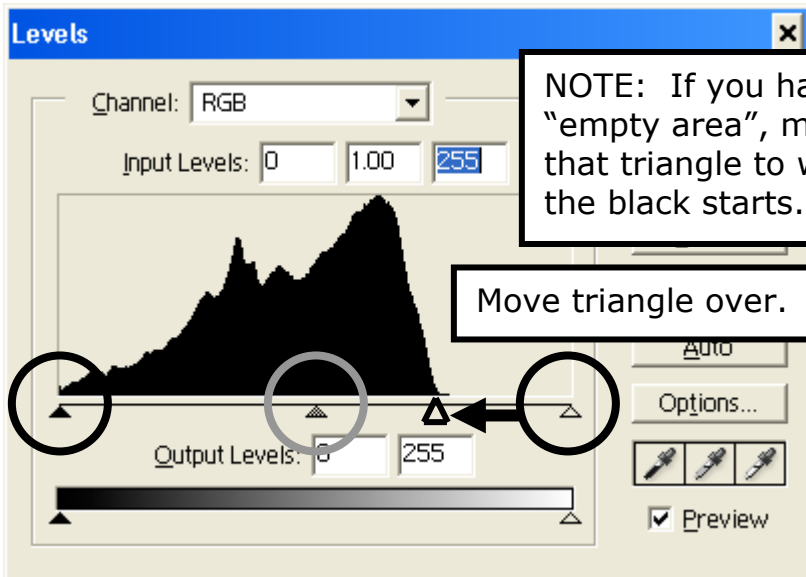 Levels
NOTE: If you
"empty area",
that triangle to
the black starts.
Channel: RGB
Input Levels: 0 1.00 255
Move triangle over.
Auto
Options...
Output Levels: 0 255
Preview